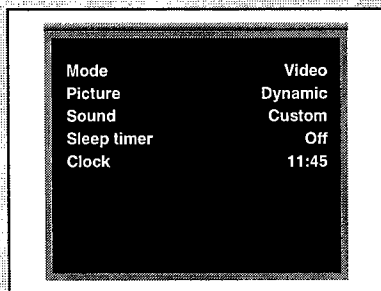 Mode Video
Picture Dynamic
Sound Custom
Sleep timer Off
Clock 11:45